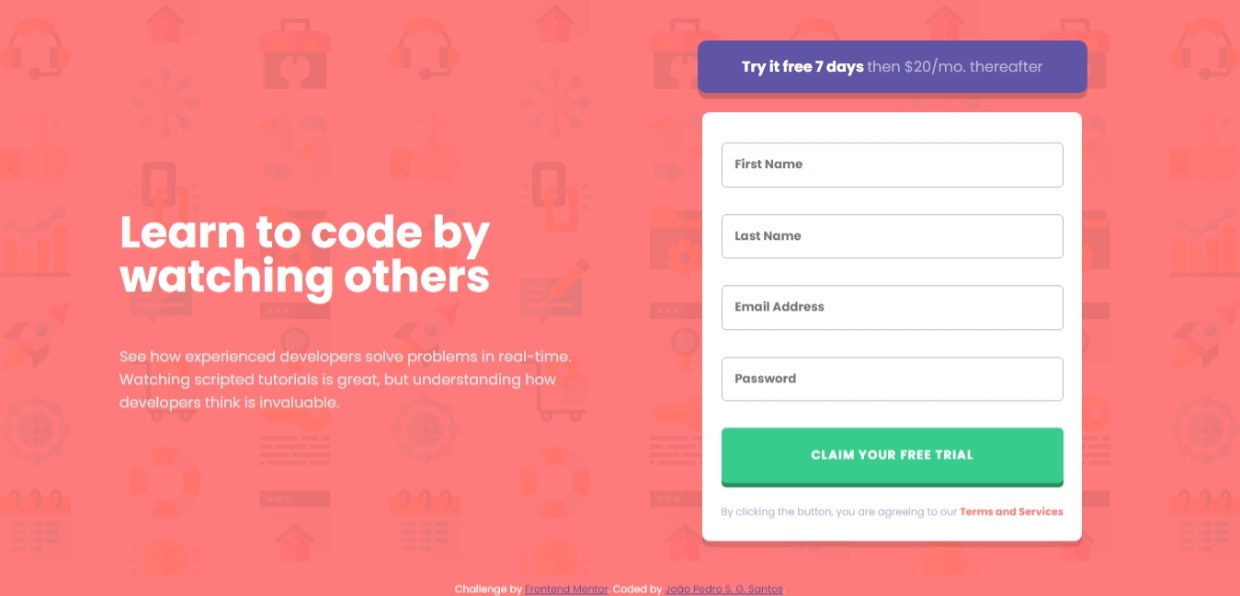 Try it free 7 days then $20/mo. thereafter
First Name
Last Name
Learn to code by
watching others
Email Address
See how experienced developers solve problems in real-time.
Watching scripted tutorials is great, but understanding how
developers think is invaluable.
Password
CLAIM YOUR FREE TRIAL
By clicking the button, you are agreeing to our Terms and Services
Challenge by Frontend Mentor. Coded by João Pedro S. G. Santos.